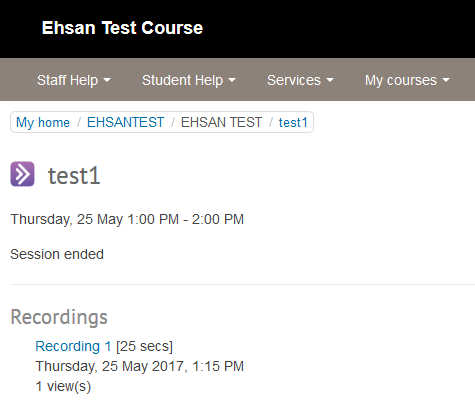 Ehsan Test Course
Staff Help Student Help Services My courses
My home / EHSANTEST / EHSAN TEST / test1
test1
Thursday, 25 May 1:00 PM - 2:00 PM
Session ended
Recordings
Recording 1 [25 secs]
Thursday, 25 May 2017, 1:15 PM
1 view(s)